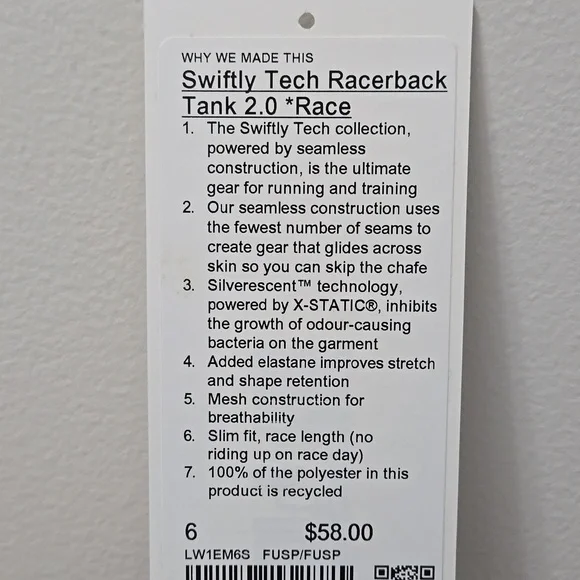 WHY WE MADE THIS
Swiftly Tech Racerback
Tank 2.0 *Race
1. The Swiftly Tech collection,
powered by seamless
construction, is the ultimate
gear for running and training
2. Our seamless construction uses
the fewest number of seams to
create gear that glides across
skin so you can skip the chafe
3. Silverescent™ technology,
powered by X-STATIC®, inhibits
the growth of odour-causing
bacteria on the garment
4. Added elastane improves stretch
and shape retention
5. Mesh construction for
breathability
6. Slim fit, race length (no
riding up on race day)
7. 100% of the polyester in this
product is recycled
6 $58.00
LW1EM6S FUSP/FUSP